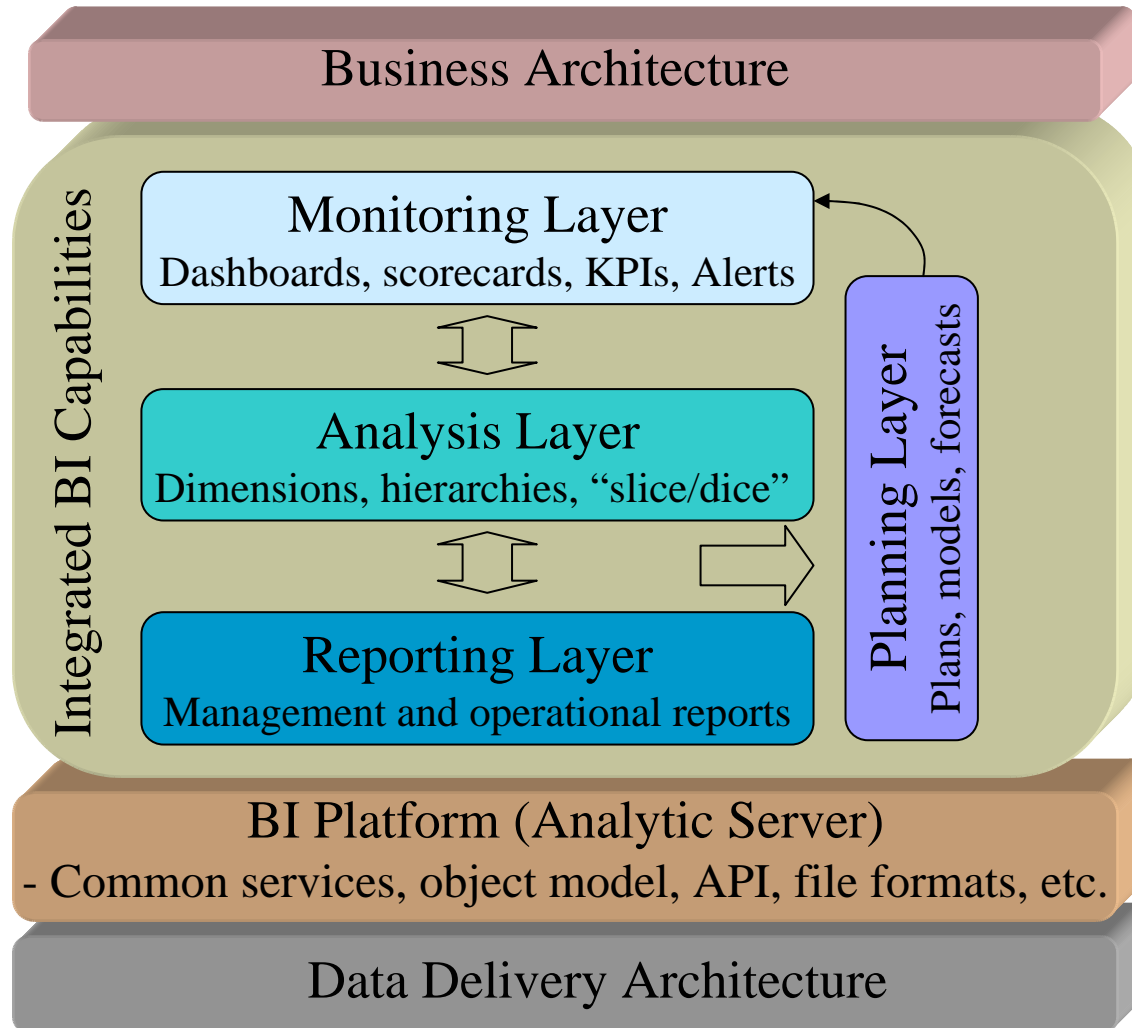 Business Architecture
Integrated BI Capabilities
Monitoring Layer
Dashboards, scorecards, KPIs, Alerts
Analysis Layer
Dimensions, hierarchies, “slice/dice”
Reporting Layer
Management and operational reports
Planning Layer
Plans, models, forecasts
BI Platform (Analytic Server)
- Common services, object model, API, file formats, etc.
Data Delivery Architecture